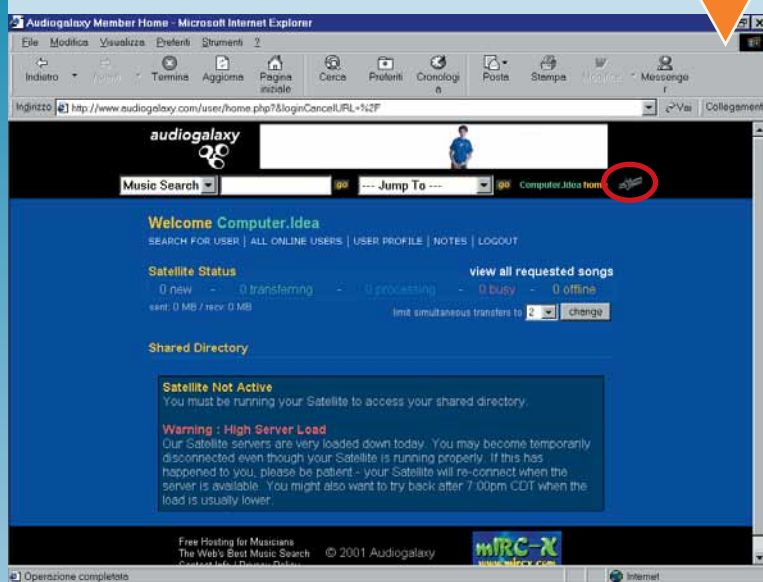 Audiogalaxy Member Home - Microsoft Internet Explorer
File Modifica Visualizza Preferiti Strumenti ?
Indietro Termina Aggiorna Pagina iniziale Cerca Preferiti Cronologia Posta Stampa Modifica Messenger
Indirizzo http://www.audiogalaxy.com/user/home.php?&loginCancelURL=%2F Vai Collegament
audiogalaxy
Music Search go --- Jump To --- go Computer.Idea home
Welcome Computer.Idea
SEARCH FOR USER | ALL ONLINE USERS | USER PROFILE | NOTES | LOGOUT
Satellite Status view all requested songs
0 new - 0 transferring - 0 processing - 0 busy - 0 offline
sent: 0 MB / recv: 0 MB limit simultaneous transfers to 2 change
Shared Directory
Satellite Not Active
You must be running your Satellite to access your shared directory.
Warning : High Server Load
Our Satellite servers are very loaded down today. You may become temporarily
disconnected even though your Satellite is running properly. If this has
happened to you, please be patient - your Satellite will re-connect when the
server is available. You might also want to try back after 7:00pm CDT when the
load is usually lower.
Free Hosting for Musicians
The Web's Best Music Search © 2001 Audiogalaxy mIRC-X
Contact Info / Privacy Policy www.mircx.com
Operazione completata Internet